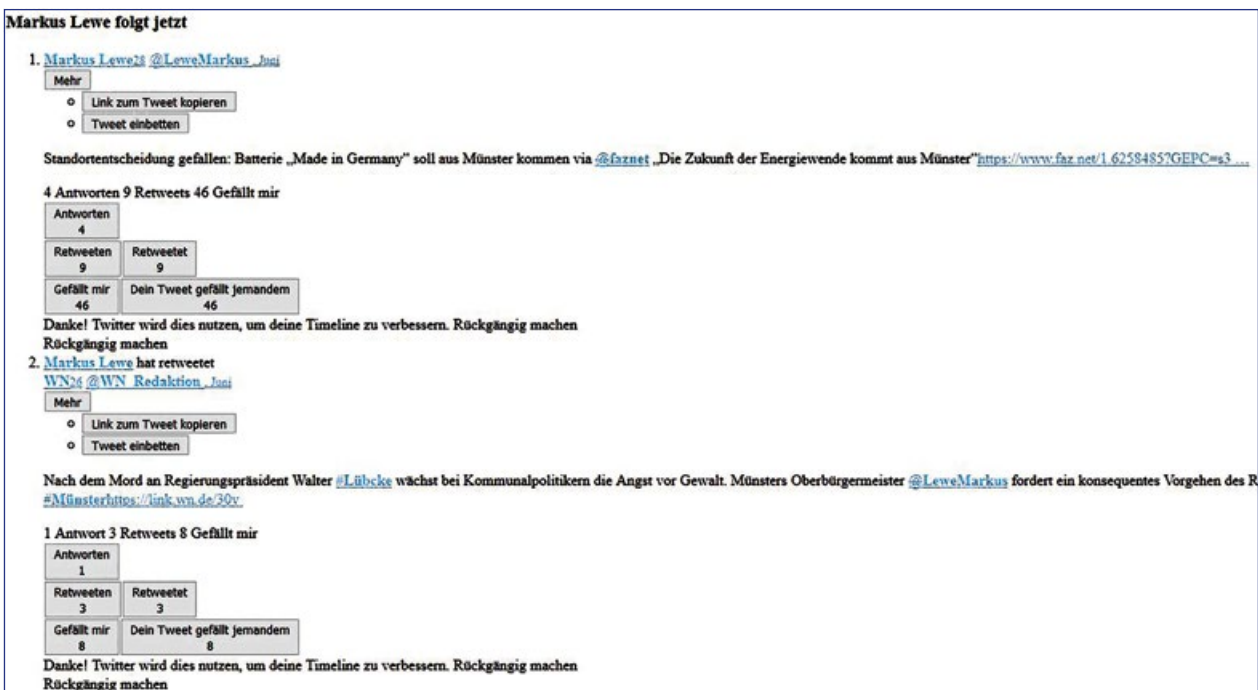 Markus Lewe folgt jetzt
1. Markus Lewe28 @LeweMarkus Juni
Mehr
Link zum Tweet kopieren
Tweet einbetten
Standortentscheidung gefallen: Batterie „Made in Germany" soll aus Münster kommen via @faznet „Die Zukunft der Energiewende kommt aus Münster"https://www.faz.net/1.6258485?GEPC=s3 …
4 Antworten 9 Retweets 46 Gefällt mir
Antworten
4
Retweeten Retweetet
9 9
Gefällt mir Dein Tweet gefällt jemandem
46 46
Danke! Twitter wird dies nutzen, um deine Timeline zu verbessern. Rückgängig machen
Rückgängig machen
2. Markus Lewe hat retweetet
WN26 @WN_Redaktion Juni
Mehr
Link zum Tweet kopieren
Tweet einbetten
Nach dem Mord an Regierungspräsident Walter #Lübcke wächst bei Kommunalpolitikern die Angst vor Gewalt. Münsters Oberbürgermeister @LeweMarkus fordert ein konsequentes Vorgehen des R
#Münsterhttps://link.wn.de/30v
1 Antwort 3 Retweets 8 Gefällt mir
Antworten
1
Retweeten Retweetet
3 3
Gefällt mir Dein Tweet gefällt jemandem
8 8
Danke! Twitter wird dies nutzen, um deine Timeline zu verbessern. Rückgängig machen
Rückgängig machen